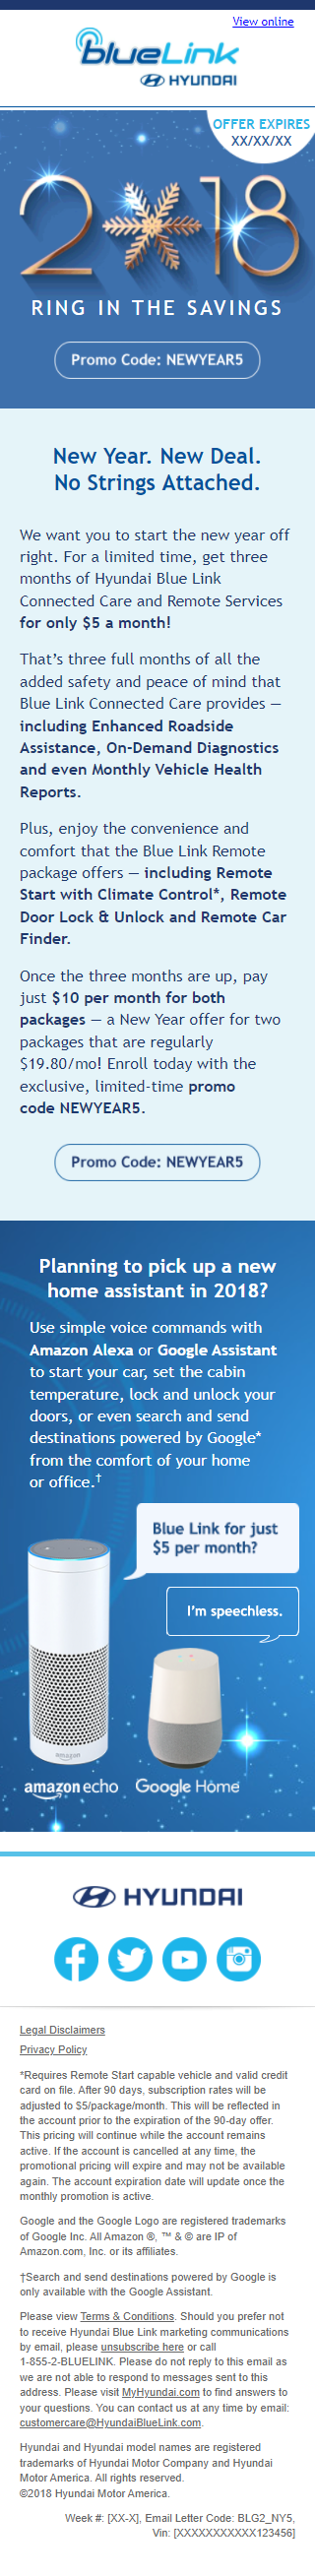 View online
blueLink
HYUNDAI
OFFER EXPIRES
XX/XX/XX
2018
RING IN THE SAVINGS
Promo Code: NEWYEAR5
New Year. New Deal.
No Strings Attached.
We want you to start the new year off
right. For a limited time, get three
months of Hyundai Blue Link
Connected Care and Remote Services
for only $5 a month!
That's three full months of all the
added safety and peace of mind that
Blue Link Connected Care provides —
including Enhanced Roadside
Assistance, On-Demand Diagnostics
and even Monthly Vehicle Health
Reports.
Plus, enjoy the convenience and
comfort that the Blue Link Remote
package offers — including Remote
Start with Climate Control*, Remote
Door Lock & Unlock and Remote Car
Finder.
Once the three months are up, pay
just $10 per month for both
packages — a New Year offer for two
packages that are regularly
$19.80/mo! Enroll today with the
exclusive, limited-time promo
code NEWYEAR5.
Promo Code: NEWYEAR5
Planning to pick up a new
home assistant in 2018?
Use simple voice commands with
Amazon Alexa or Google Assistant
to start your car, set the cabin
temperature, lock and unlock your
doors, or even search and send
destinations powered by Google*
from the comfort of your home
or office.†
Blue Link for just
$5 per month?
I'm speechless.
amazon
amazon echo
Google Home
HYUNDAI
Legal Disclaimers
Privacy Policy
*Requires Remote Start capable vehicle and valid credit
card on file. After 90 days, subscription rates will be
adjusted to $5/package/month. This will be reflected in
the account prior to the expiration of the 90-day offer.
This pricing will continue while the account remains
active. If the account is cancelled at any time, the
promotional pricing will expire and may not be available
again. The account expiration date will update once the
monthly promotion is active.
Google and the Google Logo are registered trademarks
of Google Inc. All Amazon ®, ™ & © are IP of
Amazon.com, Inc. or its affiliates.
†Search and send destinations powered by Google is
only available with the Google Assistant.
Please view Terms & Conditions. Should you prefer not
to receive Hyundai Blue Link marketing communications
by email, please unsubscribe here or call
1-855-2-BLUELINK. Please do not reply to this email as
we are not able to respond to messages sent to this
address. Please visit MyHyundai.com to find answers to
your questions. You can contact us at any time by email:
customercare@HyundaiBlueLink.com.
Hyundai and Hyundai model names are registered
trademarks of Hyundai Motor Company and Hyundai
Motor America. All rights reserved.
©2018 Hyundai Motor America.
Week #: [XX-X], Email Letter Code: BLG2_NY5,
Vin: [XXXXXXXXXXX123456]